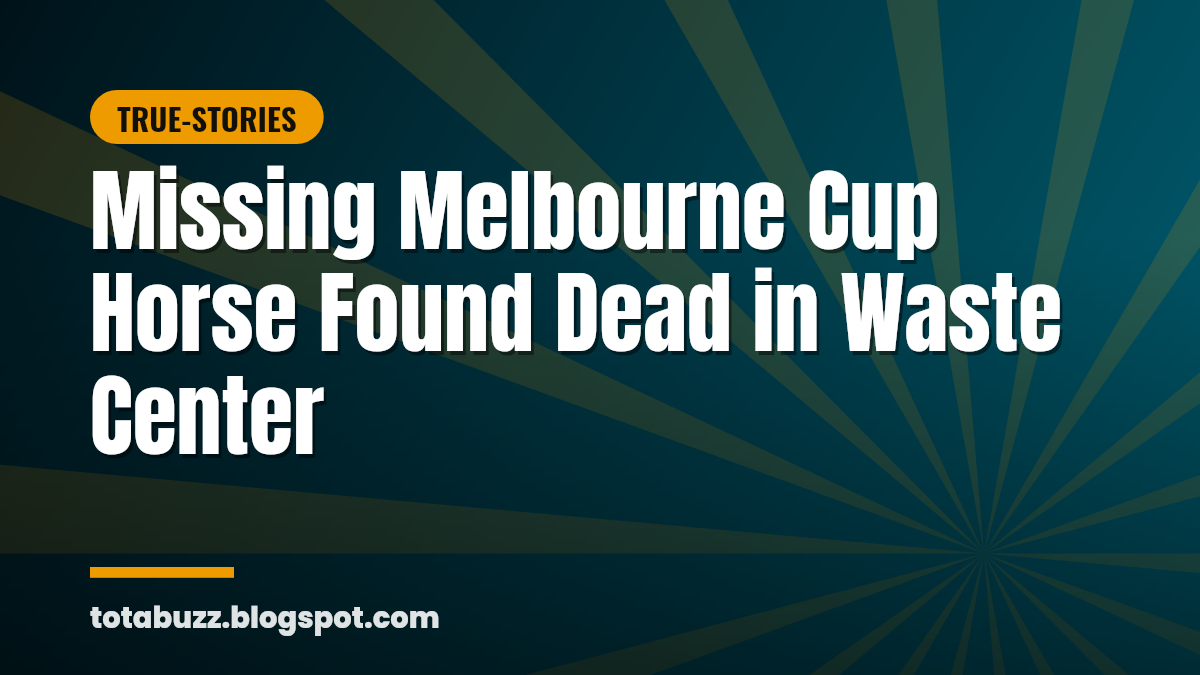 TRUE-STORIES
Missing Melbourne Cup
Horse Found Dead in Waste
Center
totabuzz.blogspot.com